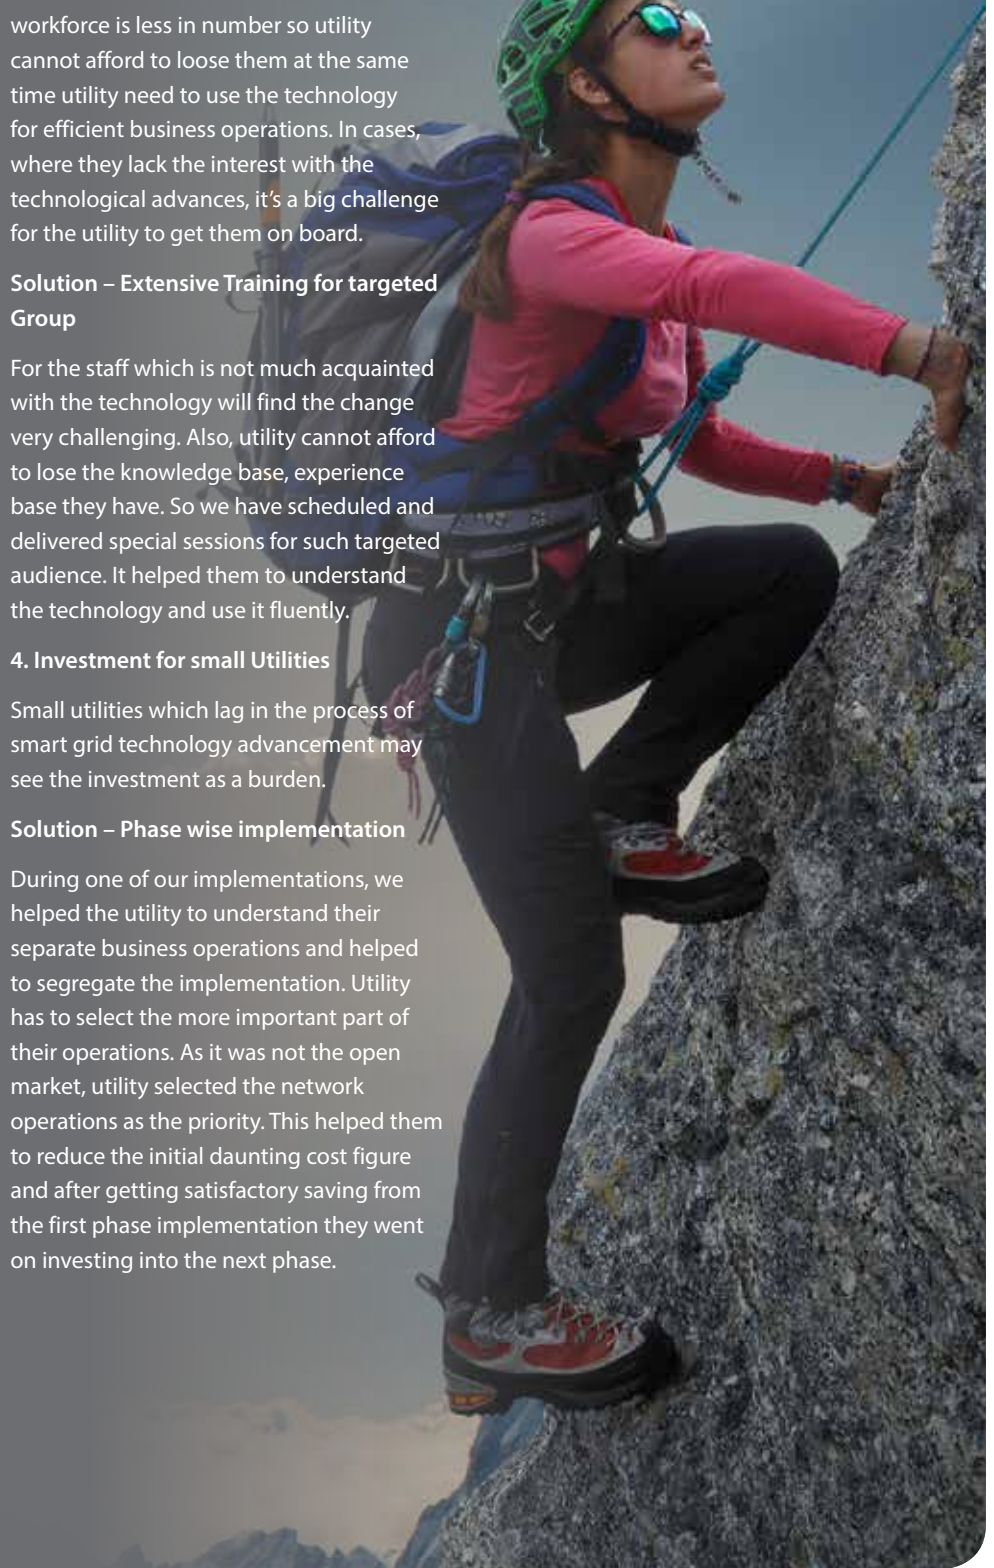 workforce is less in number so utility
cannot afford to loose them at the same
time utility need to use the technology
for efficient business operations. In cases,
where they lack the interest with the
technological advances, it’s a big challenge
for the utility to get them on board.
Solution – Extensive Training for targeted
Group
For the staff which is not much acquainted
with the technology will find the change
very challenging. Also, utility cannot afford
to lose the knowledge base, experience
base they have. So we have scheduled and
delivered special sessions for such targeted
audience. It helped them to understand
the technology and use it fluently.
4. Investment for small Utilities
Small utilities which lag in the process of
smart grid technology advancement may
see the investment as a burden.
Solution – Phase wise implementation
During one of our implementations, we
helped the utility to understand their
separate business operations and helped
to segregate the implementation. Utility
has to select the more important part of
their operations. As it was not the open
market, utility selected the network
operations as the priority. This helped them
to reduce the initial daunting cost figure
and after getting satisfactory saving from
the first phase implementation they went
on investing into the next phase.